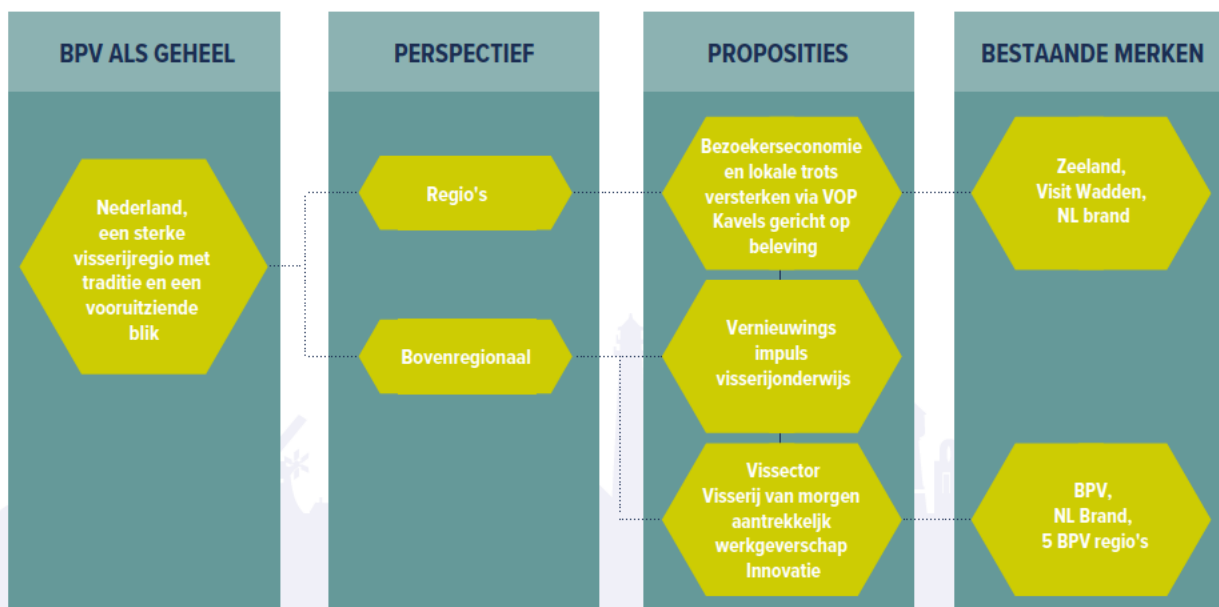 BPV ALS GEHEEL
PERSPECTIEF
PROPOSITIES
BESTAANDE MERKEN
Nederland,
een sterke
visserijregio met
traditie en een
vooruitziende
blik
Regio's
Bovenregionaal
Bezoekerseconomie
en lokale trots
versterken via VOP
Kavels gericht op
beleving
Vernieuwings
impuls
visserijonderwijs
Vissector
Visserij van morgen
aantrekkeljk
werkgeverschap
Innovatie
Zeeland,
Visit Wadden,
NL brand
BPV,
NL Brand,
5 BPV regio's